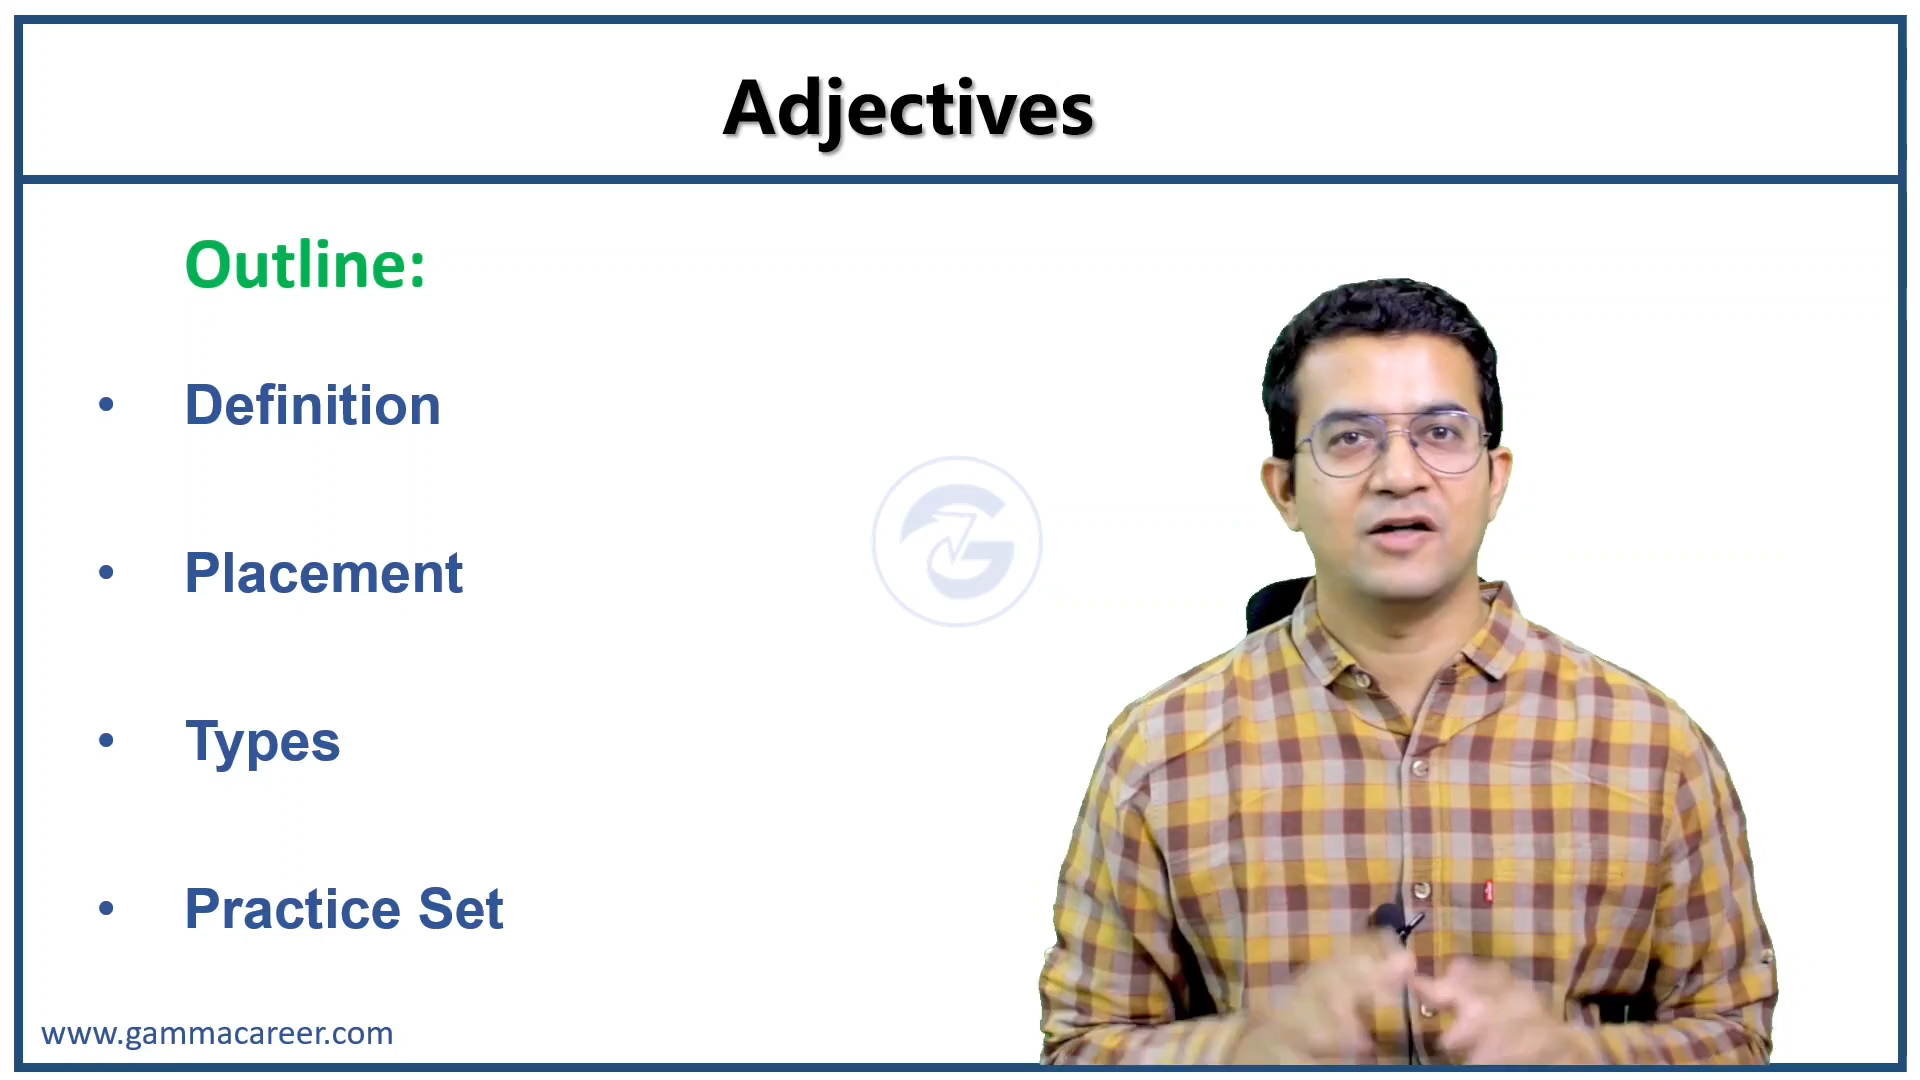 Adjectives
Outline:
• Definition
• Placement
• Types
• Practice Set
www.gammacareer.com